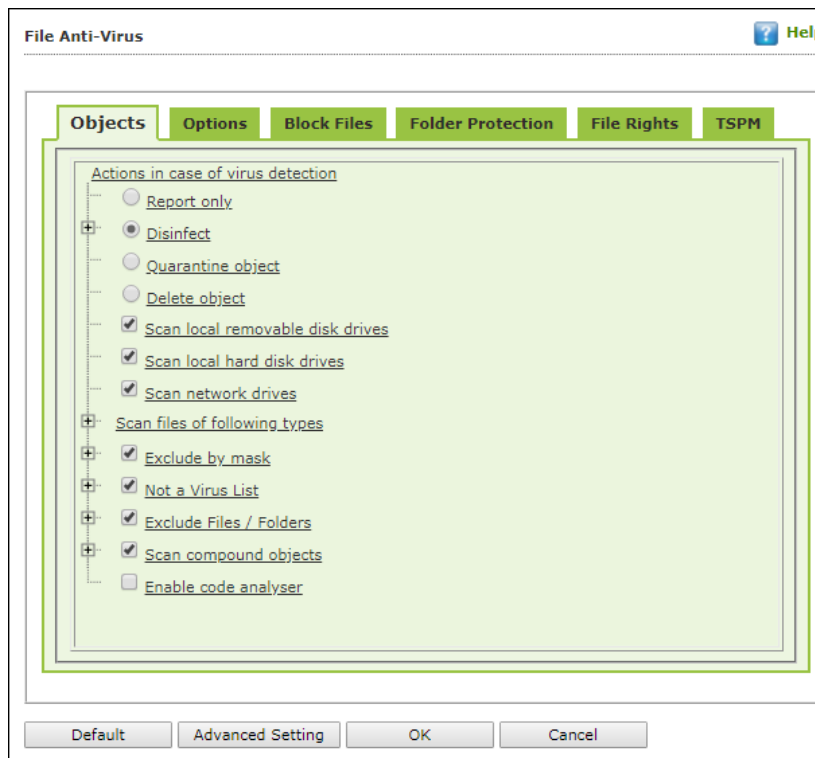 File Anti-Virus
? Hel
Objects Options Block Files Folder Protection File Rights TSPM
Actions in case of virus detection
Report only
Disinfect
Quarantine object
Delete object
Scan local removable disk drives
Scan local hard disk drives
Scan network drives
Scan files of following types
Exclude by mask
Not a Virus List
Exclude Files / Folders
Scan compound objects
Enable code analyser
Default Advanced Setting OK Cancel